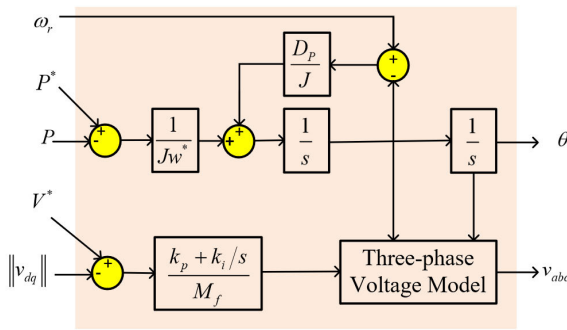 ω_r
D_P / J
+
-
P*
+
-
P
1 / Jw*
+
+
1 / s
1 / s
θ
V*
+
-
‖v_dq‖
k_p + k_i/s / M_f
Three-phase
Voltage Model
v_abc